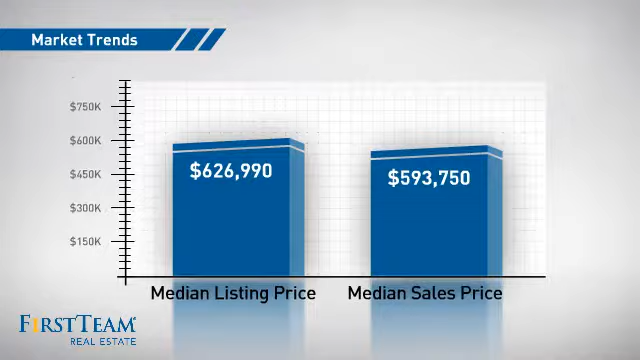 Market Trends
$750K
$600K
$450K
$300K
$150K
$626,990
$593,750
Median Listing Price
Median Sales Price
FIRSTTEAM®
REAL ESTATE